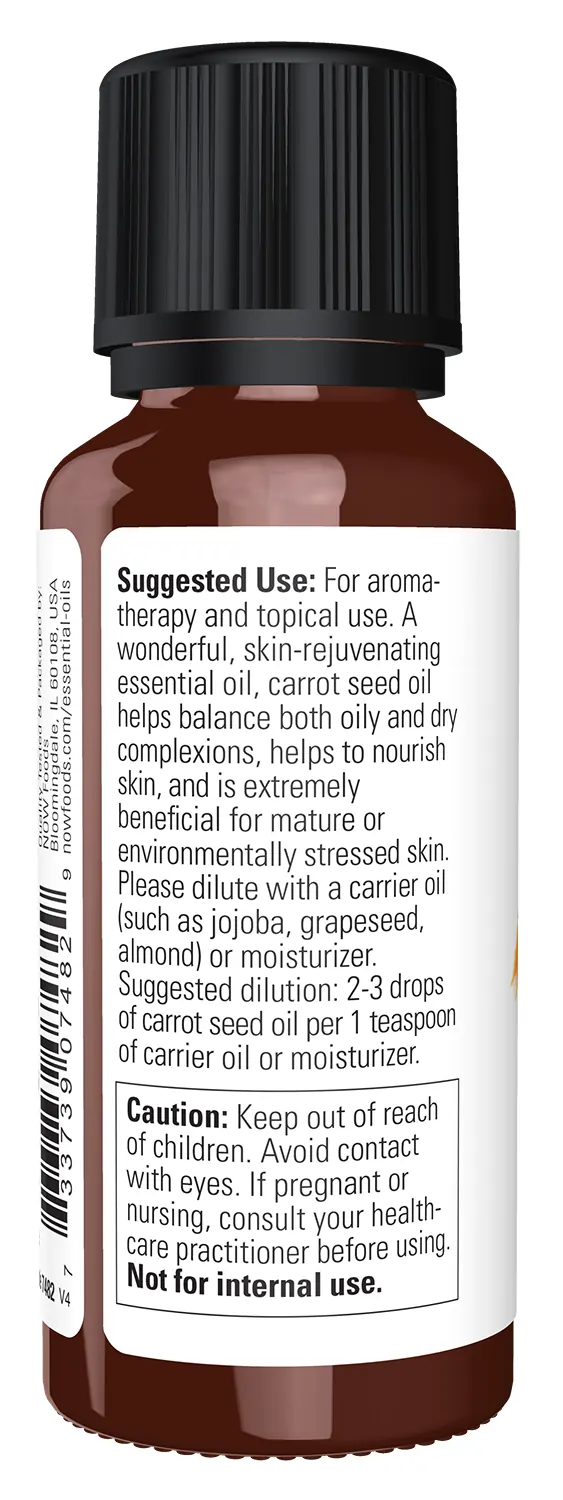 Suggested Use: For aroma-
therapy and topical use. A
wonderful, skin-rejuvenating
essential oil, carrot seed oil
helps balance both oily and dry
complexions, helps to nourish
skin, and is extremely
beneficial for mature or
environmentally stressed skin.
Please dilute with a carrier oil
(such as jojoba, grapeseed,
almond) or moisturizer.
Suggested dilution: 2-3 drops
of carrot seed oil per 1 teaspoon
of carrier oil or moisturizer.
Caution: Keep out of reach
of children. Avoid contact
with eyes. If pregnant or
nursing, consult your health-
care practitioner before using.
Not for internal use.
Quality Tested & Packaged by:
NOW Foods
Bloomingdale, IL 60108, USA
nowfoods.com/essential-oils
7 33739 07482 9
7482 V4